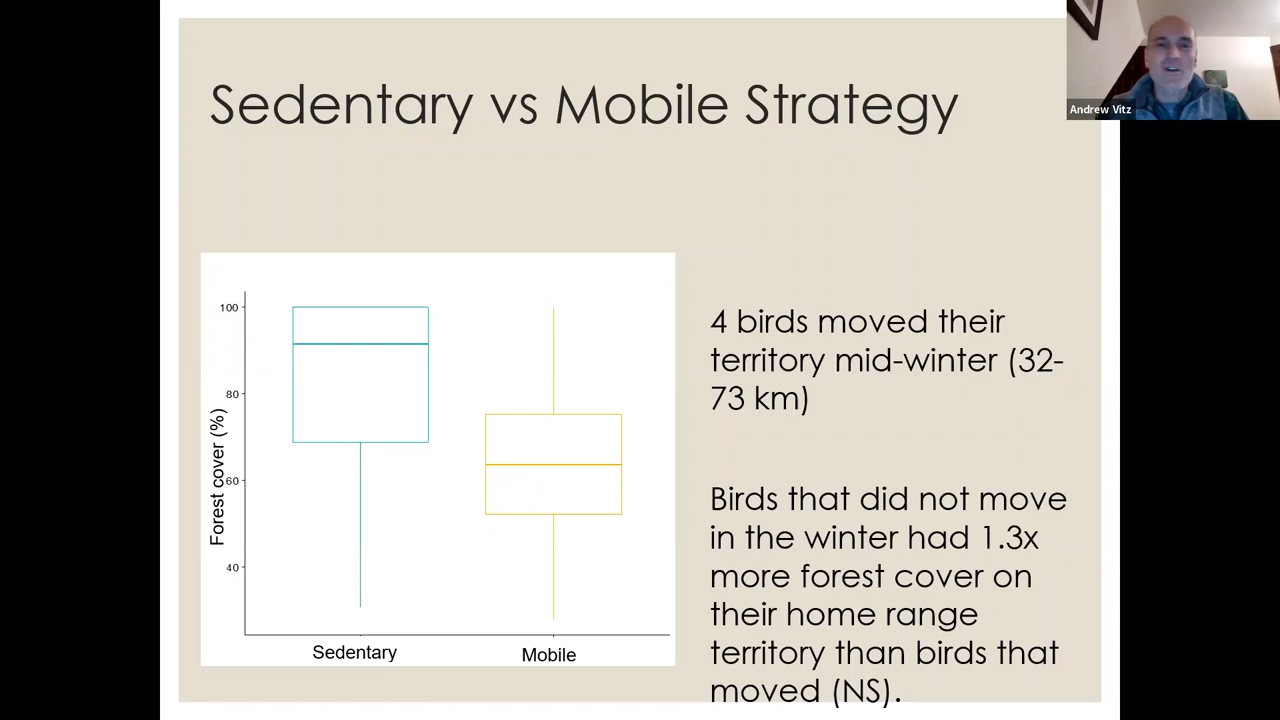 Sedentary vs Mobile Strategy
Andrew Vitz
100
80
60
40
Forest cover (%)
Sedentary
Mobile
4 birds moved their
territory mid-winter (32-
73 km)
Birds that did not move
in the winter had 1.3x
more forest cover on
their home range
territory than birds that
moved (NS).